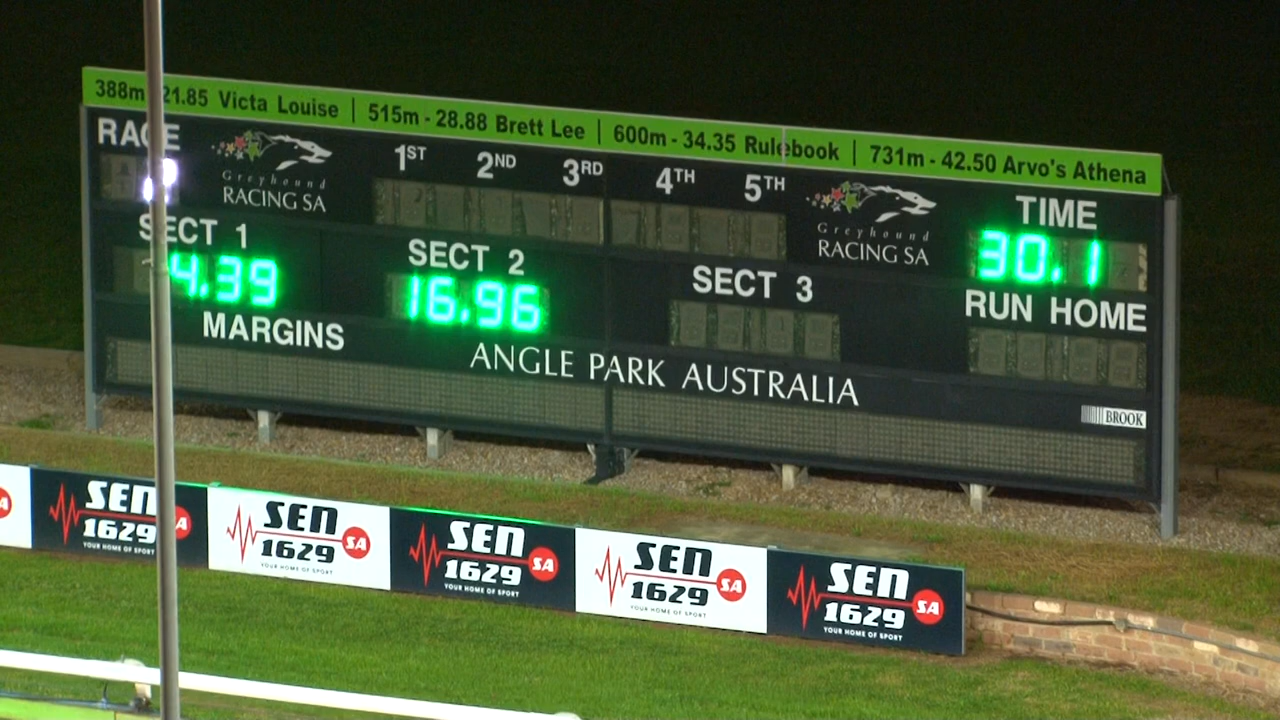 388m 21.85 Victa Louise | 515m - 28.88 Brett Lee | 600m - 34.35 Rulebook | 731m - 42.50 Arvo's Athena
RACE
Greyhound
RACING SA
1ST 2ND 3RD 4TH 5TH
Greyhound
RACING SA
TIME
30.1
SECT 1
4.39
SECT 2
16.96
SECT 3
RUN HOME
MARGINS
ANGLE PARK AUSTRALIA
BROOK
SEN
1629
SA
YOUR HOME OF SPORT
SEN
1629
SA
YOUR HOME OF SPORT
SEN
1629
SA
YOUR HOME OF SPORT
SEN
1629
SA
YOUR HOME OF SPORT
SEN
1629
SA
YOUR HOME OF SPORT